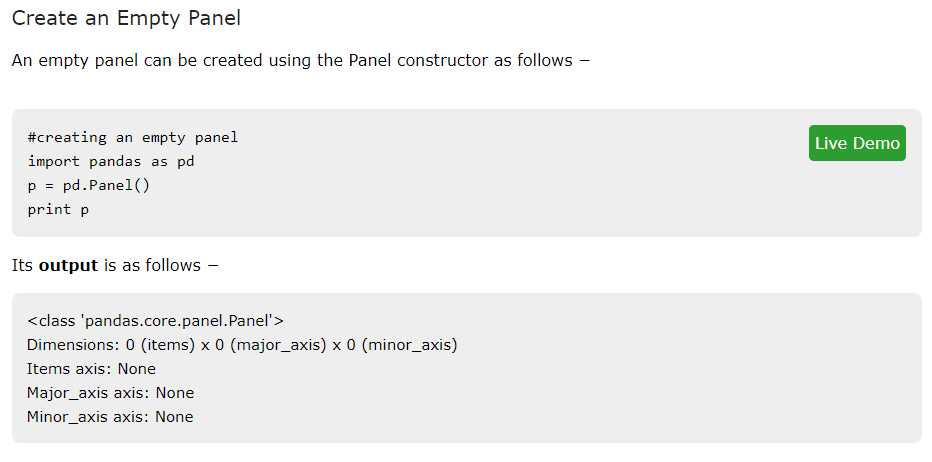 Create an Empty Panel
An empty panel can be created using the Panel constructor as follows −
#creating an empty panel
import pandas as pd
p = pd.Panel()
print p
Live Demo
Its output is as follows −
<class 'pandas.core.panel.Panel'>
Dimensions: 0 (items) x 0 (major_axis) x 0 (minor_axis)
Items axis: None
Major_axis axis: None
Minor_axis axis: None